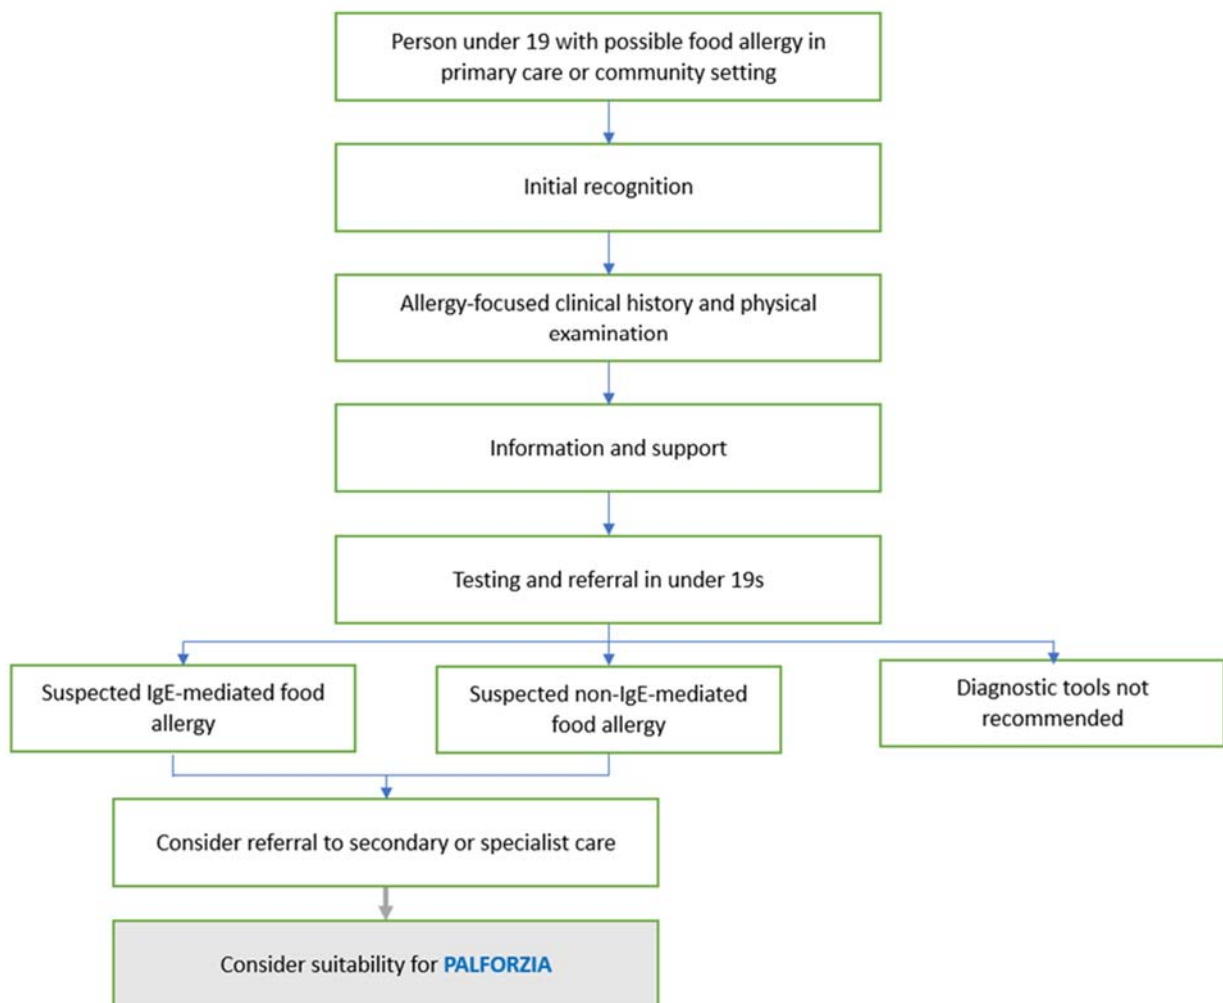 Person under 19 with possible food allergy in
primary care or community setting
Initial recognition
Allergy-focused clinical history and physical
examination
Information and support
Testing and referral in under 19s
Suspected IgE-mediated food
allergy
Suspected non-IgE-mediated
food allergy
Diagnostic tools not
recommended
Consider referral to secondary or specialist care
Consider suitability for PALFORZIA